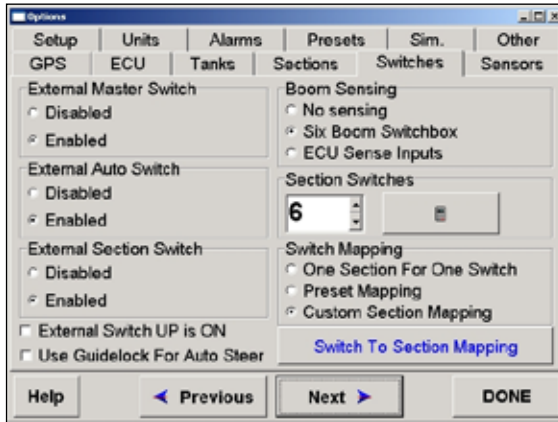 Options
Setup Units Alarms Presets Sim. Other
GPS ECU Tanks Sections Switches Sensors
External Master Switch
Disabled
Enabled
External Auto Switch
Disabled
Enabled
External Section Switch
Disabled
Enabled
External Switch UP is ON
Use Guidelock For Auto Steer
Boom Sensing
No sensing
Six Boom Switchbox
ECU Sense Inputs
Section Switches
6
Switch Mapping
One Section For One Switch
Preset Mapping
Custom Section Mapping
Switch To Section Mapping
Help Previous Next DONE